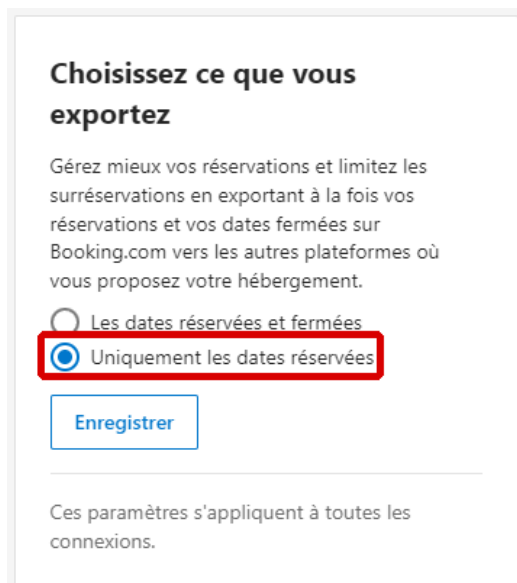 Choisissez ce que vous
exportez
Gérez mieux vos réservations et limitez les
surréservations en exportant à la fois vos
réservations et vos dates fermées sur
Booking.com vers les autres plateformes où
vous proposez votre hébergement.
Les dates réservées et fermées
Uniquement les dates réservées
Enregistrer
Ces paramètres s'appliquent à toutes les
connexions.